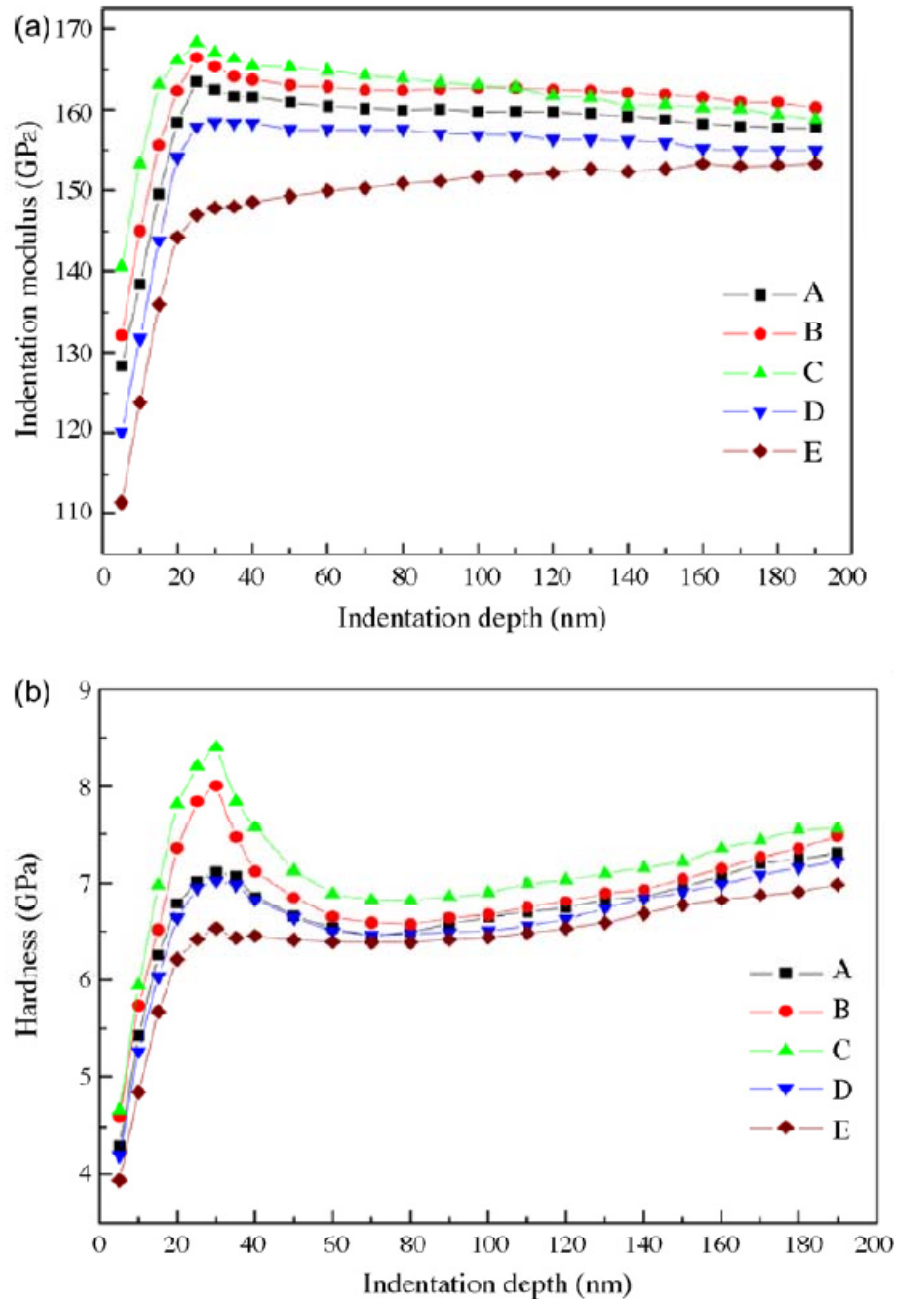 (a)
170
160
150
140
130
120
110
Indentation modulus (GPa)
A
B
C
D
E
0 20 40 60 80 100 120 140 160 180 200
Indentation depth (nm)
(b)
9
8
7
6
5
4
Hardness (GPa)
A
B
C
D
E
0 20 40 60 80 100 120 140 160 180 200
Indentation depth (nm)